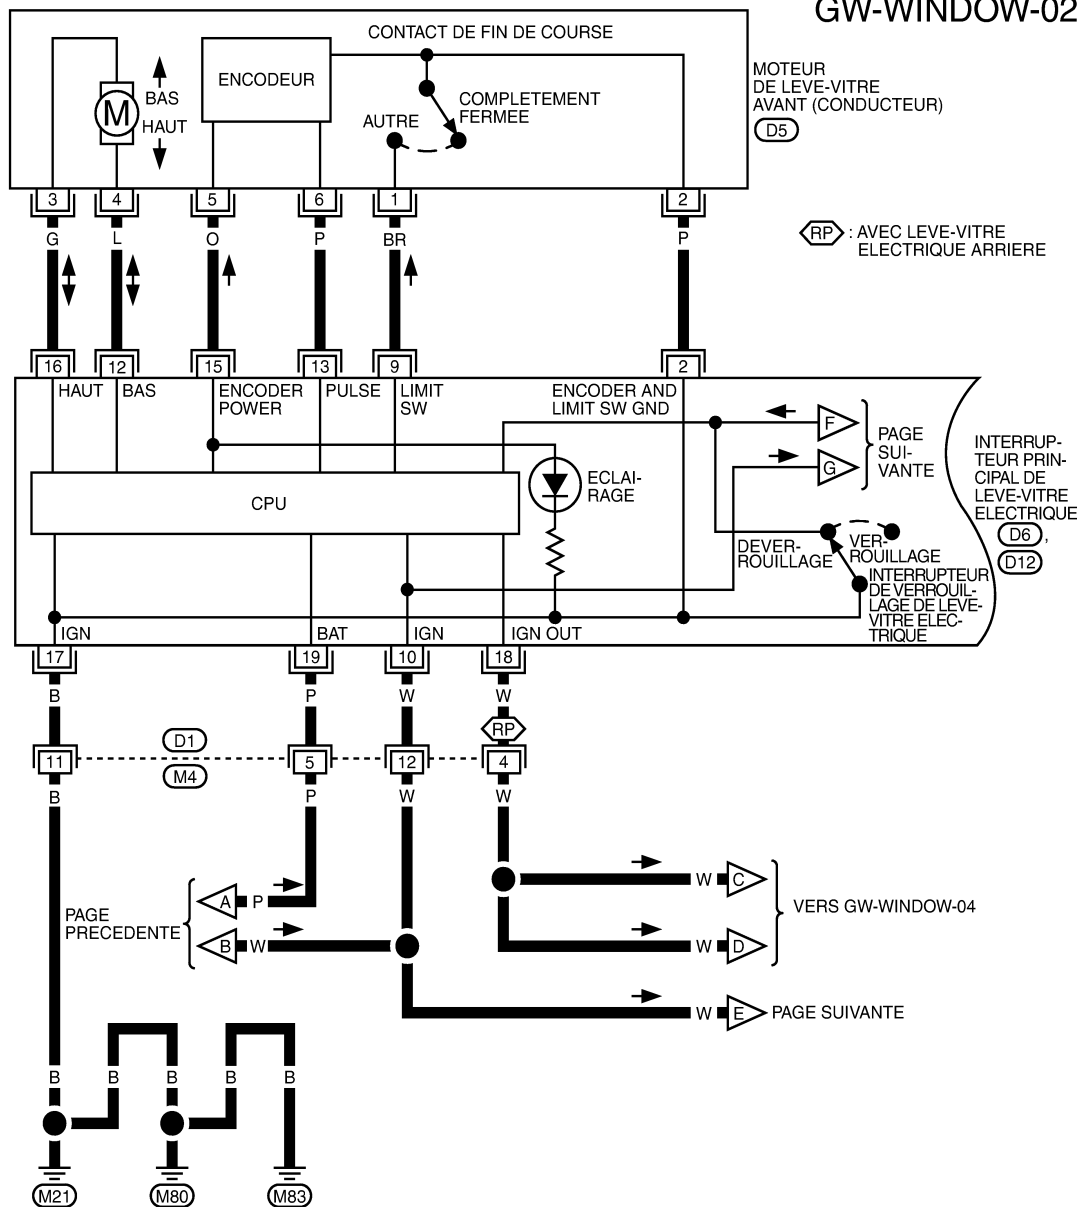 GW-WINDOW-02
CONTACT DE FIN DE COURSE
ENCODEUR
M
BAS
HAUT
COMPLETEMENT
FERMEE
AUTRE
MOTEUR
DE LEVE-VITRE
AVANT (CONDUCTEUR)
D5
3 4 5 6 1 2
G L O P BR P
RP : AVEC LEVE-VITRE
ELECTRIQUE ARRIERE
16 12 15 13 9 2
HAUT
BAS
ENCODER
POWER
PULSE
LIMIT
SW
ENCODER AND
LIMIT SW GND
F
G
PAGE
SUI-
VANTE
INTERRUP-
TEUR PRIN-
CIPAL DE
LEVE-VITRE
ELECTRIQUE
D6 ,
D12
CPU
ECLAI-
RAGE
DEVER-
ROUILLAGE
VER-
ROUILLAGE
INTERRUPTEUR
DE VERROUIL-
LAGE DE LEVE-
VITRE ELEC-
TRIQUE
IGN BAT IGN IGN OUT
17 19 10 18
B P W W
RP
D1
11 5 12 4
M4
B P W W
PAGE
PRECEDENTE
A P
B W
W C
W D
VERS GW-WINDOW-04
W E PAGE SUIVANTE
B B B B B
M21 M80 M83